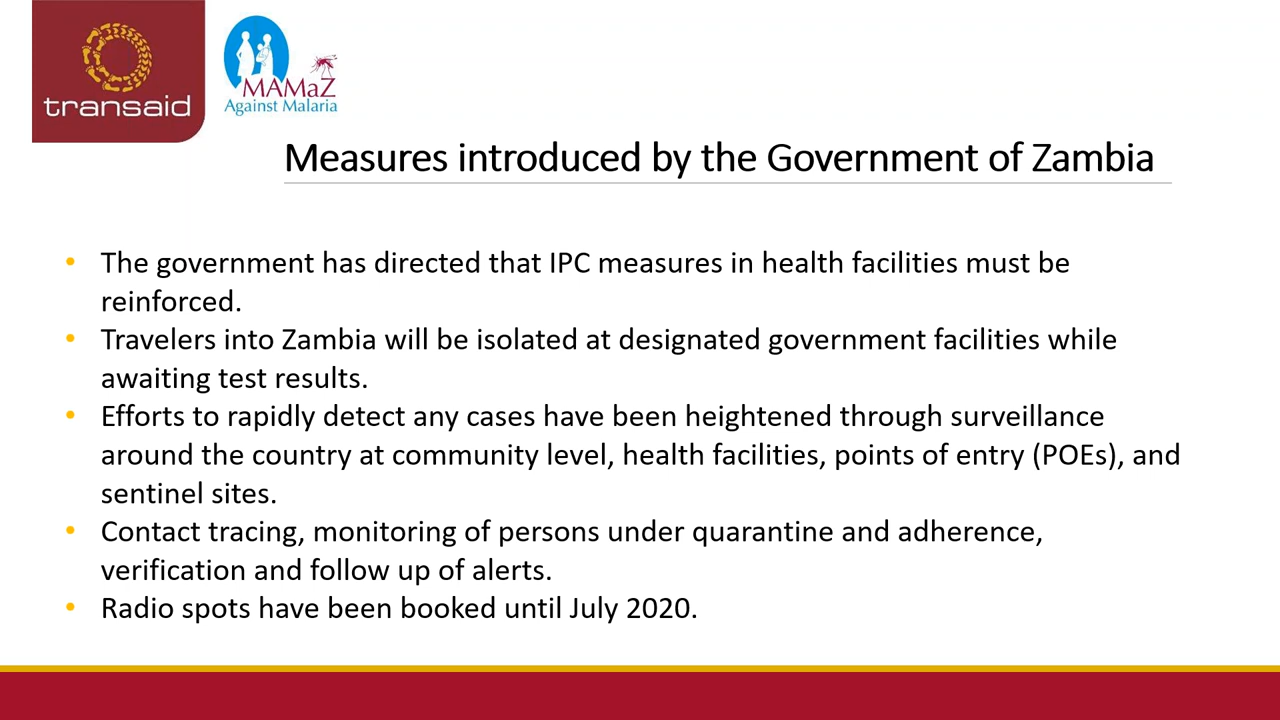 transaid
MAMaZ
Against Malaria
Measures introduced by the Government of Zambia
• The government has directed that IPC measures in health facilities must be
reinforced.
• Travelers into Zambia will be isolated at designated government facilities while
awaiting test results.
• Efforts to rapidly detect any cases have been heightened through surveillance
around the country at community level, health facilities, points of entry (POEs), and
sentinel sites.
• Contact tracing, monitoring of persons under quarantine and adherence,
verification and follow up of alerts.
• Radio spots have been booked until July 2020.